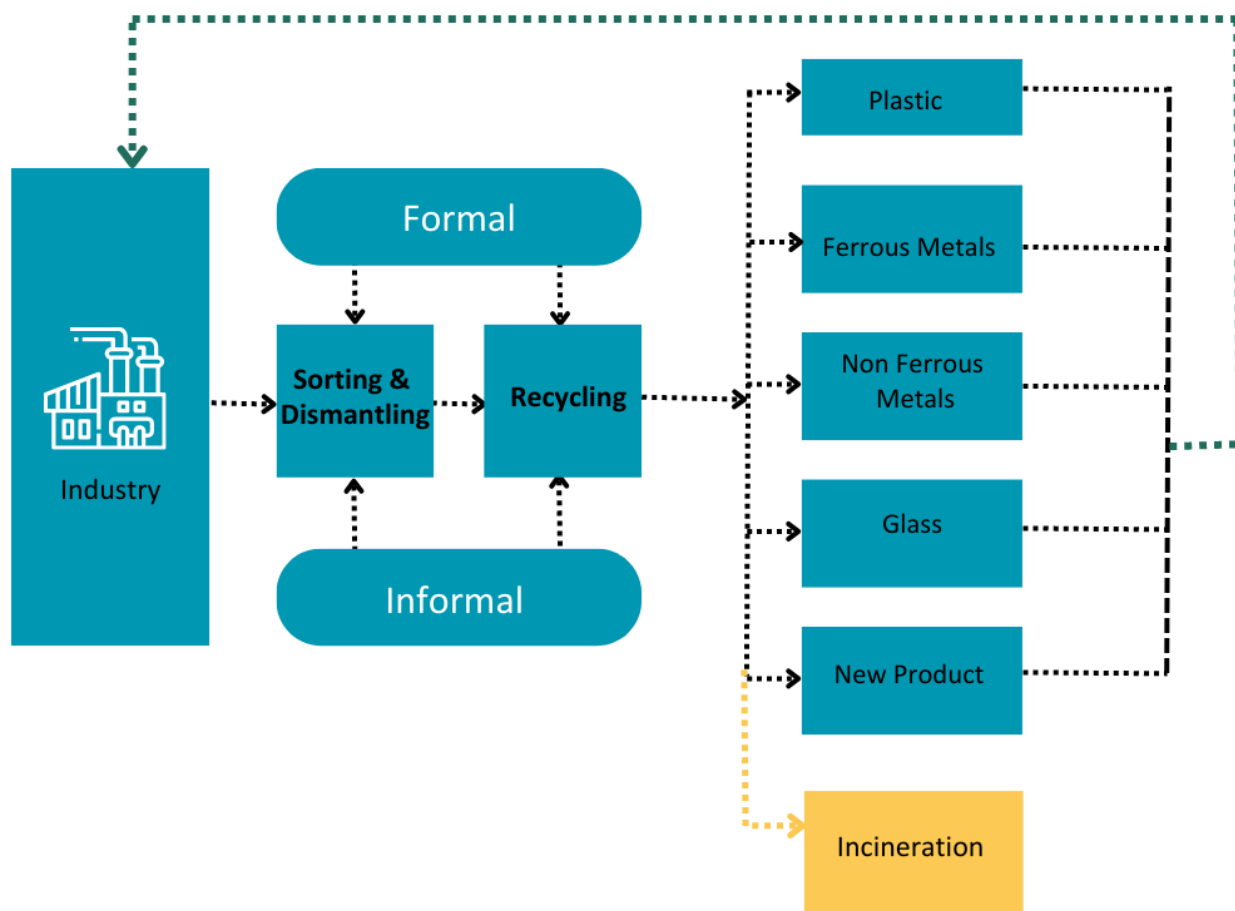 Plastic
Formal
Ferrous Metals
Sorting &
Dismantling
Recycling
Non Ferrous
Metals
Industry
Glass
Informal
New Product
Incineration